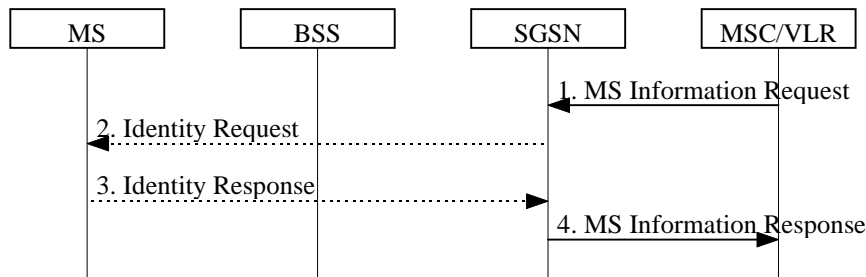 MS BSS SGSN MSC/VLR
1. MS Information Request
2. Identity Request
3. Identity Response
4. MS Information Response